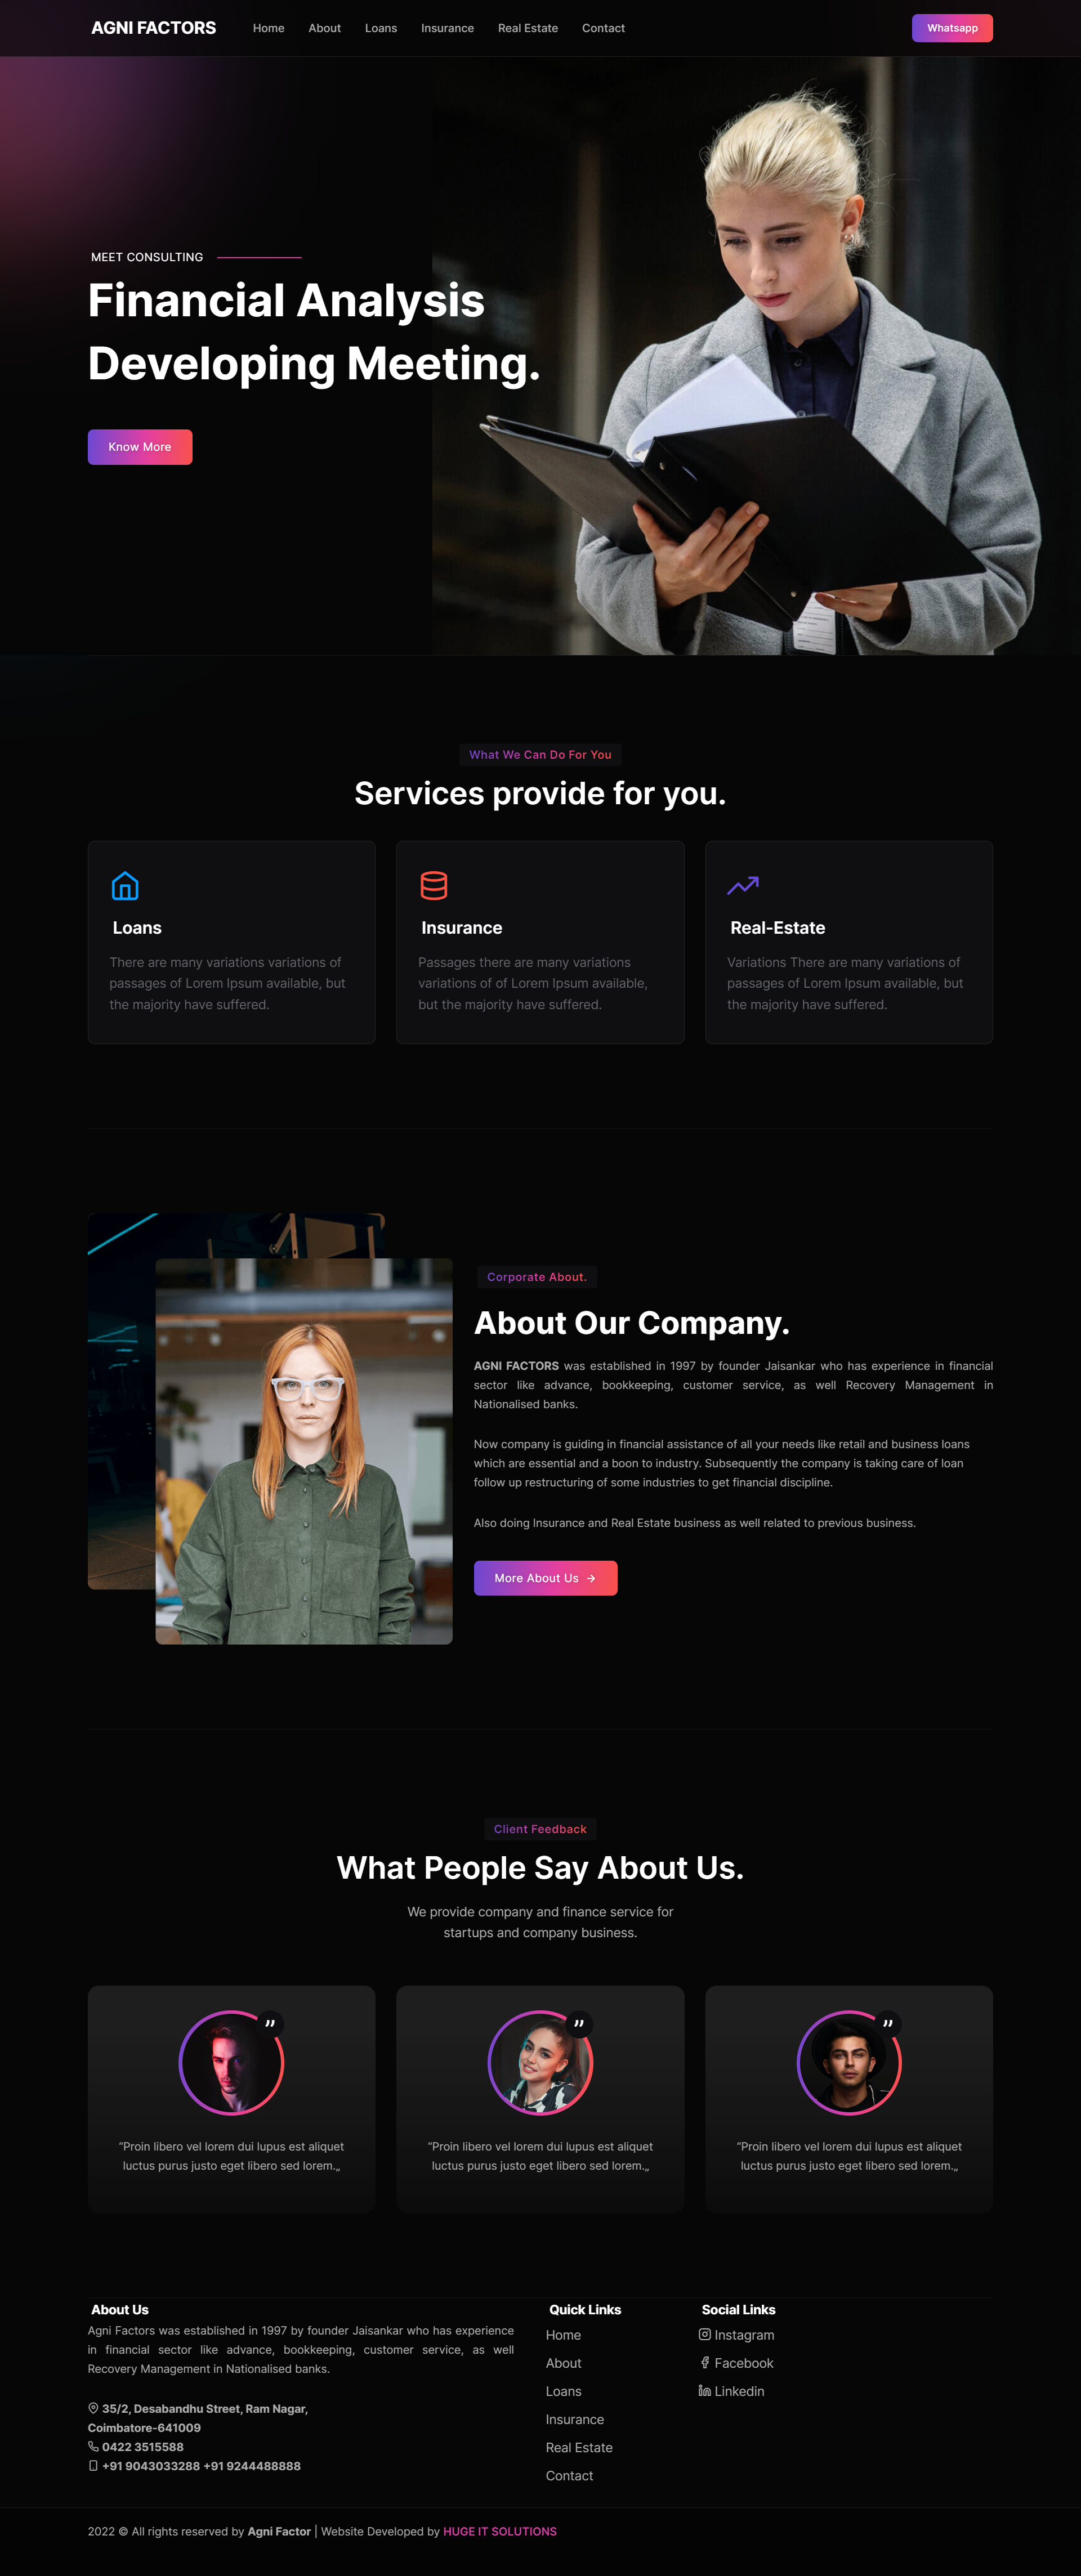 AGNI FACTORS
Home
About
Loans
Insurance
Real Estate
Contact
Whatsapp
MEET CONSULTING
Financial Analysis
Developing Meeting.
Know More
What We Can Do For You
Services provide for you.
Loans
There are many variations variations of
passages of Lorem Ipsum available, but
the majority have suffered.
Insurance
Passages there are many variations
variations of of Lorem Ipsum available,
but the majority have suffered.
Real-Estate
Variations There are many variations of
passages of Lorem Ipsum available, but
the majority have suffered.
Corporate About.
About Our Company.
AGNI FACTORS was established in 1997 by founder Jaisankar who has experience in financial
sector like advance, bookkeeping, customer service, as well Recovery Management in
Nationalised banks.
Now company is guiding in financial assistance of all your needs like retail and business loans
which are essential and a boon to industry. Subsequently the company is taking care of loan
follow up restructuring of some industries to get financial discipline.
Also doing Insurance and Real Estate business as well related to previous business.
More About Us →
Client Feedback
What People Say About Us.
We provide company and finance service for
startups and company business.
”
“Proin libero vel lorem dui lupus est aliquet
luctus purus justo eget libero sed lorem.„
”
“Proin libero vel lorem dui lupus est aliquet
luctus purus justo eget libero sed lorem.„
”
“Proin libero vel lorem dui lupus est aliquet
luctus purus justo eget libero sed lorem.„
About Us
Agni Factors was established in 1997 by founder Jaisankar who has experience
in financial sector like advance, bookkeeping, customer service, as well
Recovery Management in Nationalised banks.
35/2, Desabandhu Street, Ram Nagar,
Coimbatore-641009
0422 3515588
+91 9043033288 +91 9244488888
Quick Links
Home
About
Loans
Insurance
Real Estate
Contact
Social Links
Instagram
Facebook
Linkedin
2022 © All rights reserved by Agni Factor | Website Developed by HUGE IT SOLUTIONS